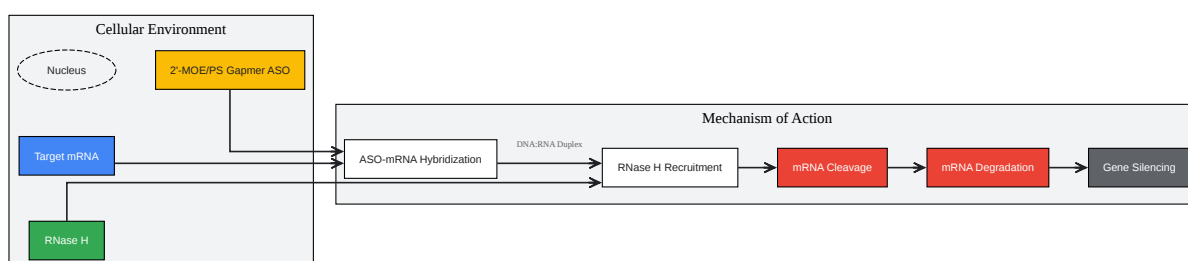 Cellular Environment
Nucleus
2'-MOE/PS Gapmer ASO
Target mRNA
RNase H
Mechanism of Action
ASO-mRNA Hybridization
DNA:RNA Duplex
RNase H Recruitment
mRNA Cleavage
mRNA Degradation
Gene Silencing